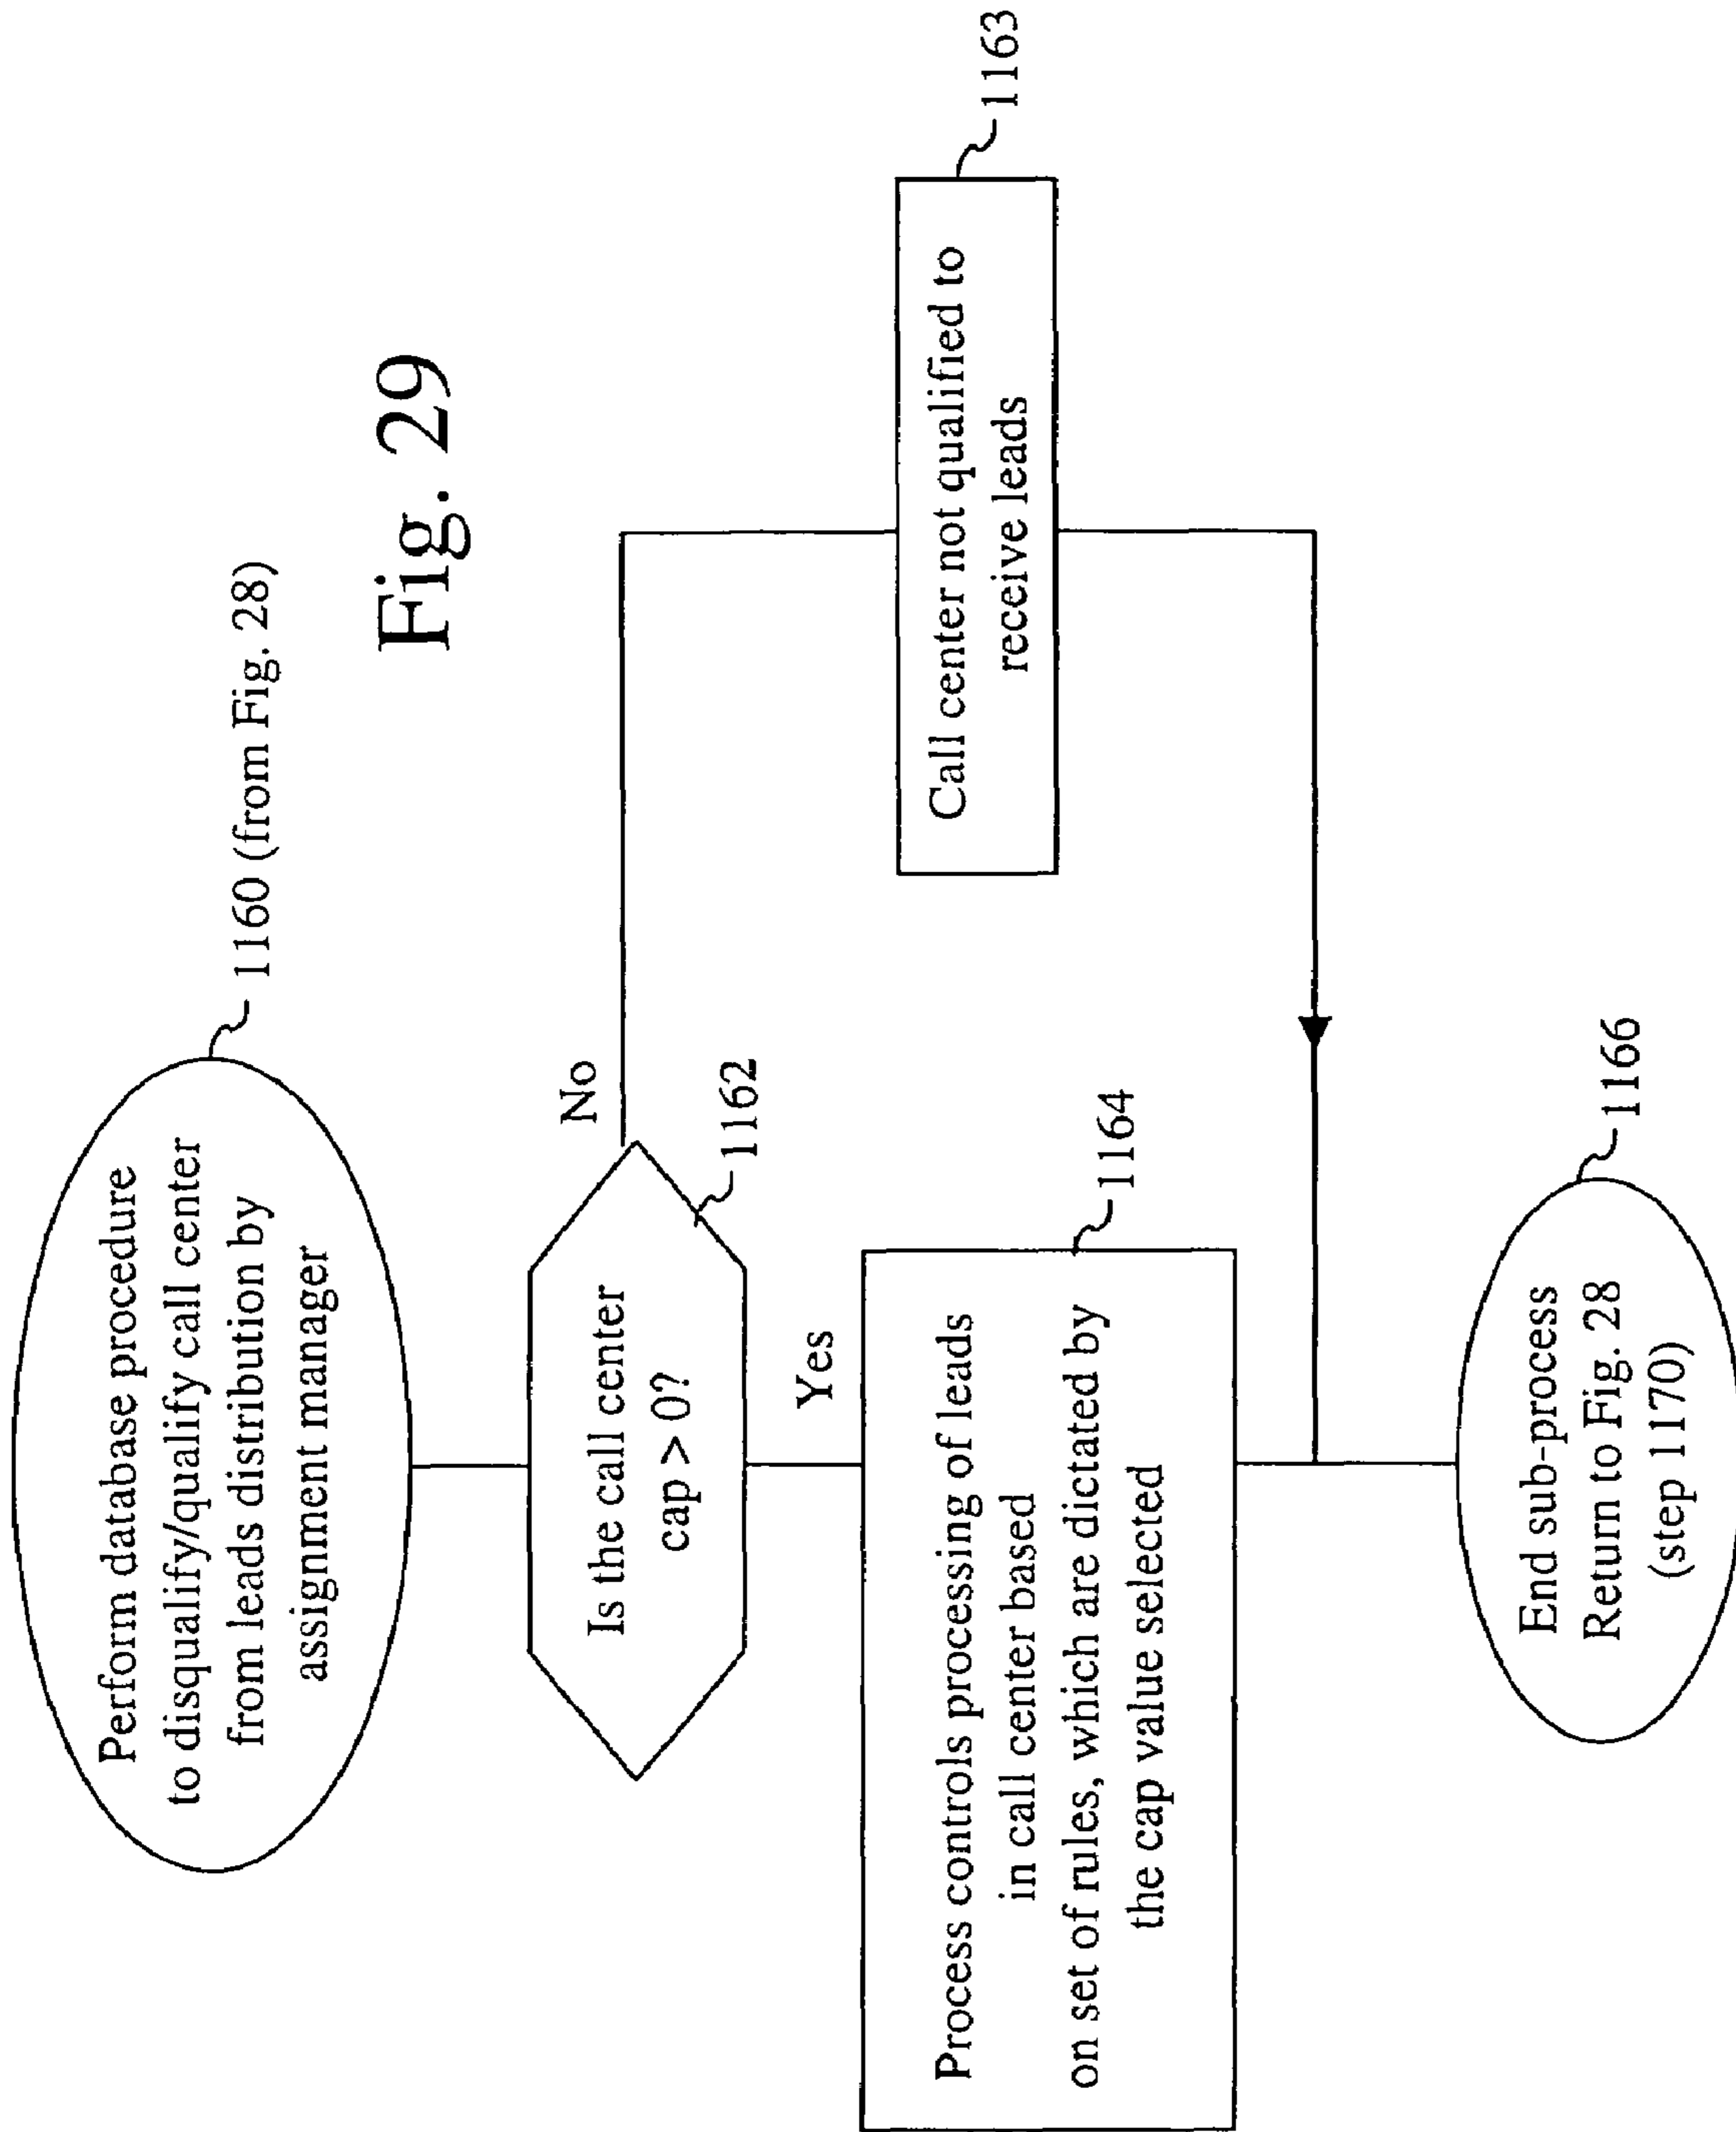 Fig. 29
Perform database procedure
to disqualify/qualify call center
from leads distribution by
assignment manager
1160 (from Fig. 28)
Is the call center
cap > 0?
1162
No
Yes
Call center not qualified to
receive leads
1163
Process controls processing of leads
in call center based
on set of rules, which are dictated by
the cap value selected
1164
End sub-process
Return to Fig. 28
(step 1170)
1166